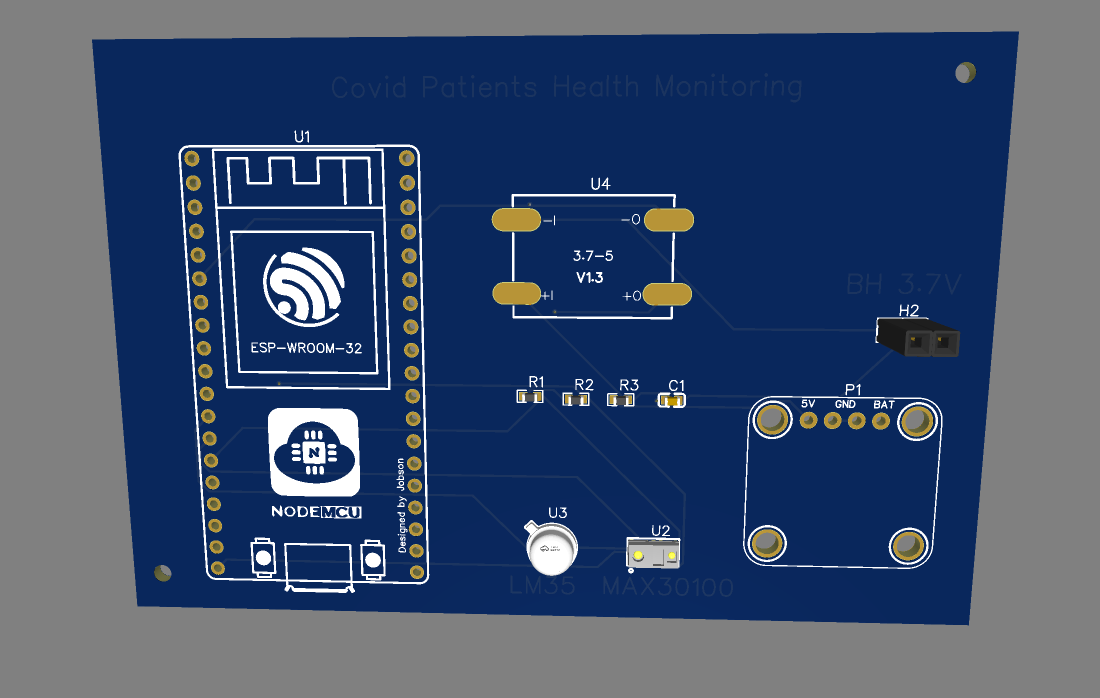 Covid Patients Health Monitoring
U1
U4
-I
-O
3.7-5
V1.3
+I
+O
BH 3.7V
H2
ESP-WROOM-32
R1
R2
R3
C1
P1
5V
GND
BAT
N
NODEMCU
Designed by Jobson
U3
U2
LM35
MAX30100